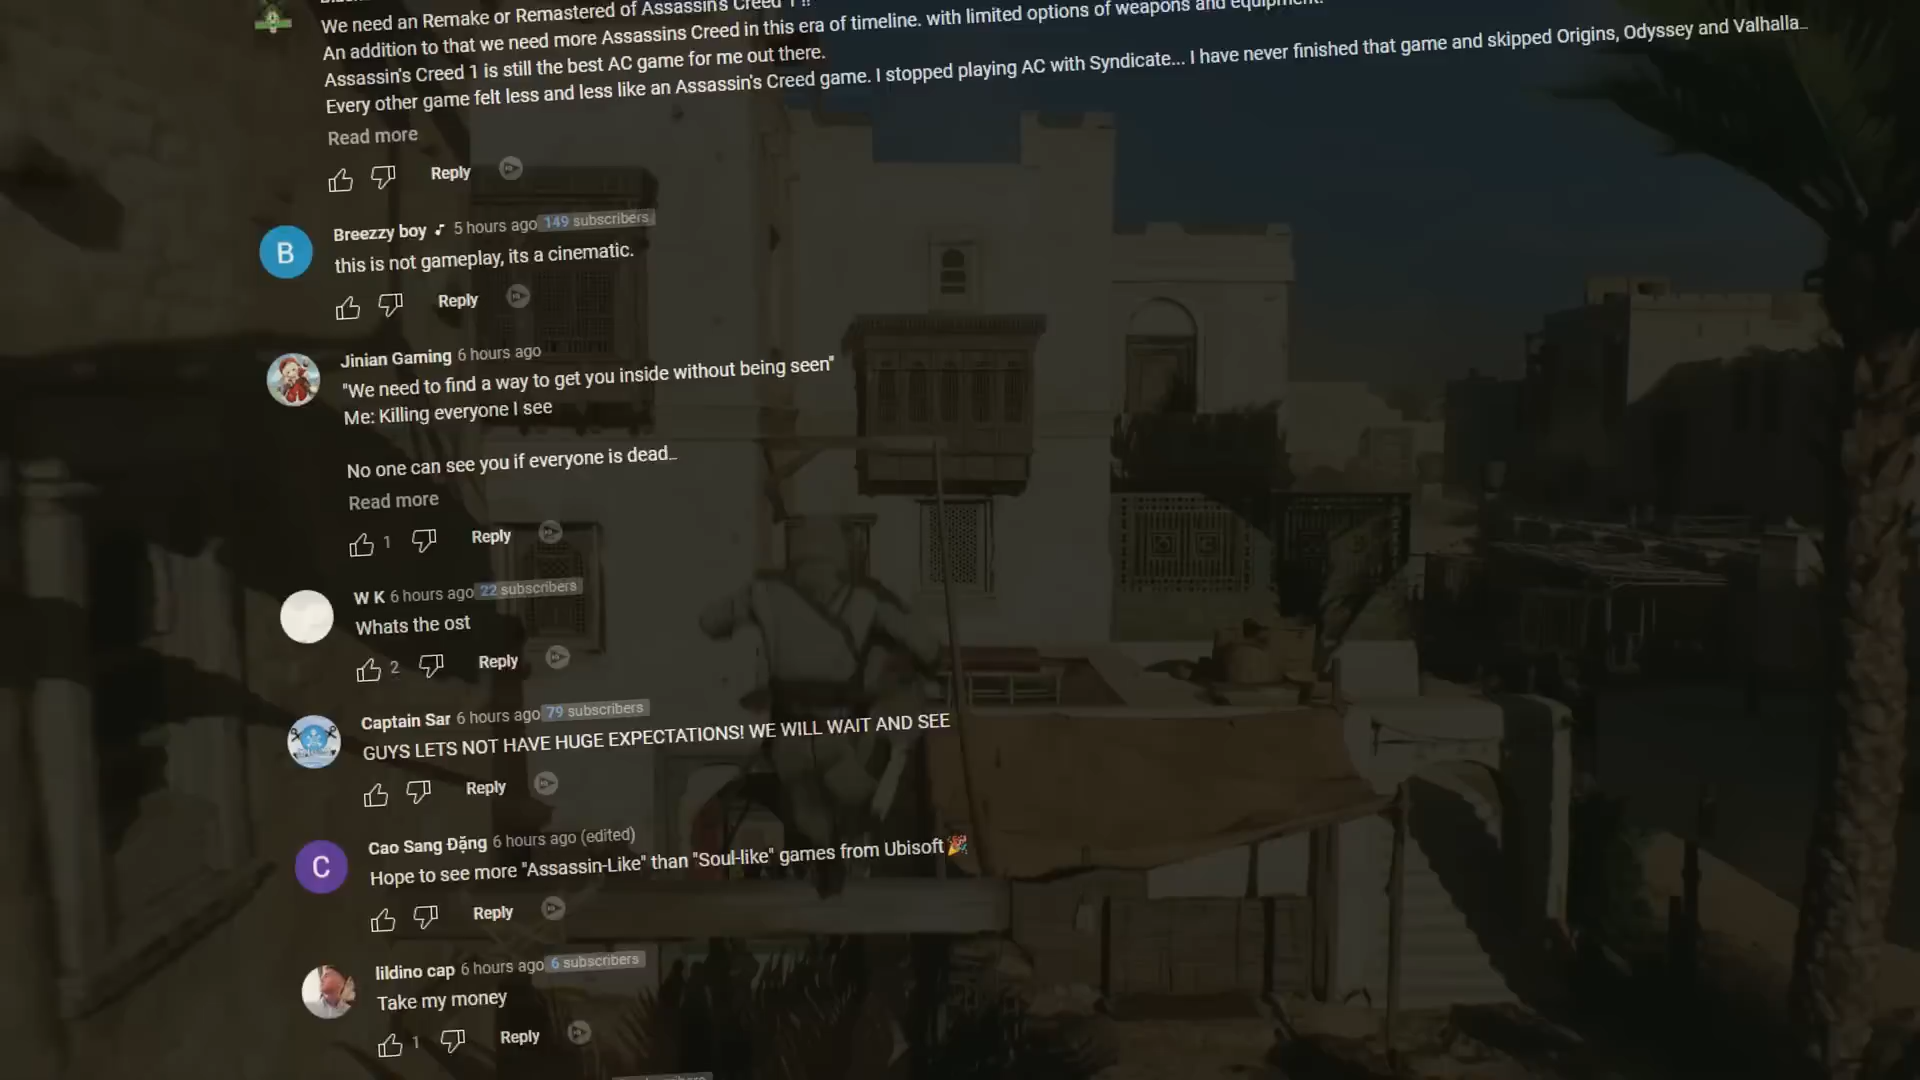 We need an Remake or Remastered of Assassin's Creed 1 !!
An addition to that we need more Assassins Creed in this era of timeline. with limited options of weapons and equipment.
Assassin's Creed 1 is still the best AC game for me out there.
Every other game felt less and less like an Assassin's Creed game. I stopped playing AC with Syndicate... I have never finished that game and skipped Origins, Odyssey and Valhalla...
Read more
Reply
B
Breezzy boy 5 hours ago 149 subscribers
this is not gameplay, its a cinematic.
Reply
Jinian Gaming 6 hours ago
"We need to find a way to get you inside without being seen"
Me: Killing everyone I see
No one can see you if everyone is dead...
Read more
1 Reply
W K 6 hours ago 22 subscribers
Whats the ost
2 Reply
Captain Sar 6 hours ago 79 subscribers
GUYS LETS NOT HAVE HUGE EXPECTATIONS! WE WILL WAIT AND SEE
Reply
C
Cao Sang Đặng 6 hours ago (edited)
Hope to see more "Assassin-Like" than "Soul-like" games from Ubisoft🎉
Reply
lildino cap 6 hours ago 6 subscribers
Take my money
1 Reply